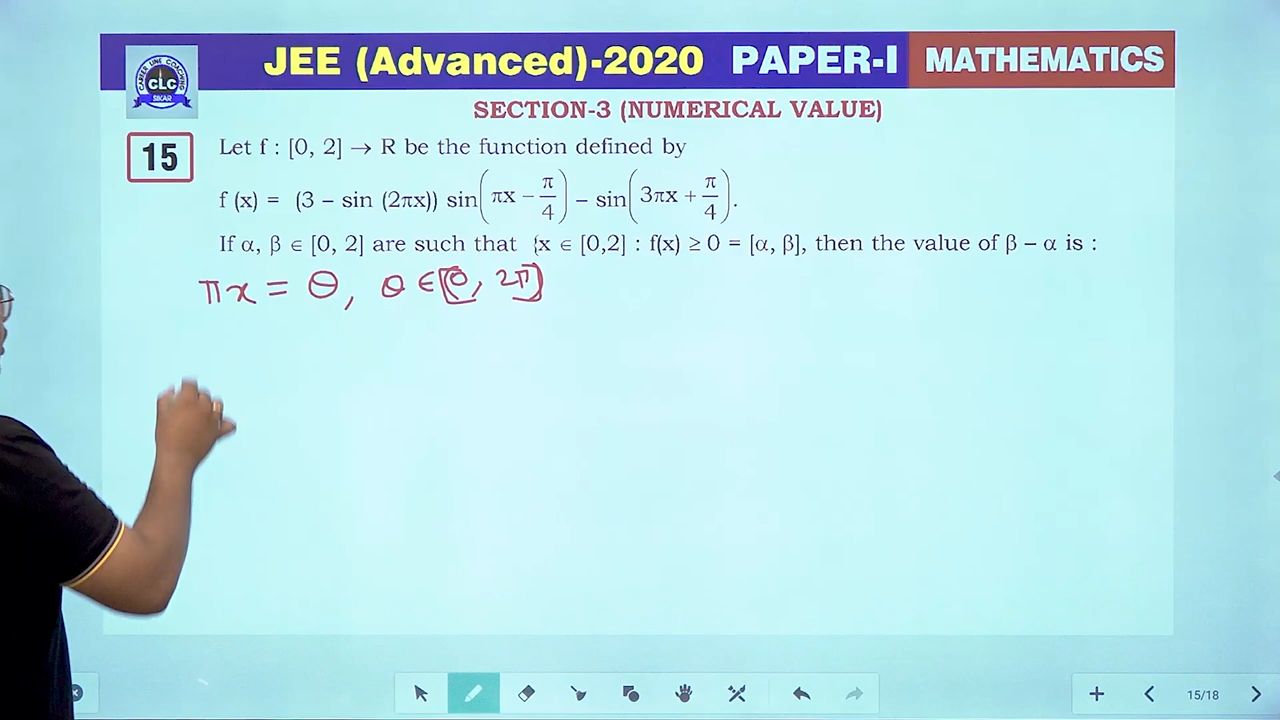 JEE (Advanced)-2020 PAPER-I MATHEMATICS
CLC
SIKAR
SECTION-3 (NUMERICAL VALUE)
15
Let f : [0, 2] → R be the function defined by
f (x) = (3 – sin (2πx)) sin(πx – π/4) – sin(3πx + π/4).
If α, β ∈ [0, 2] are such that {x ∈ [0,2] : f(x) ≥ 0 = [α, β], then the value of β – α is :
πx = θ, θ ∈ [0, 2π]
15/18